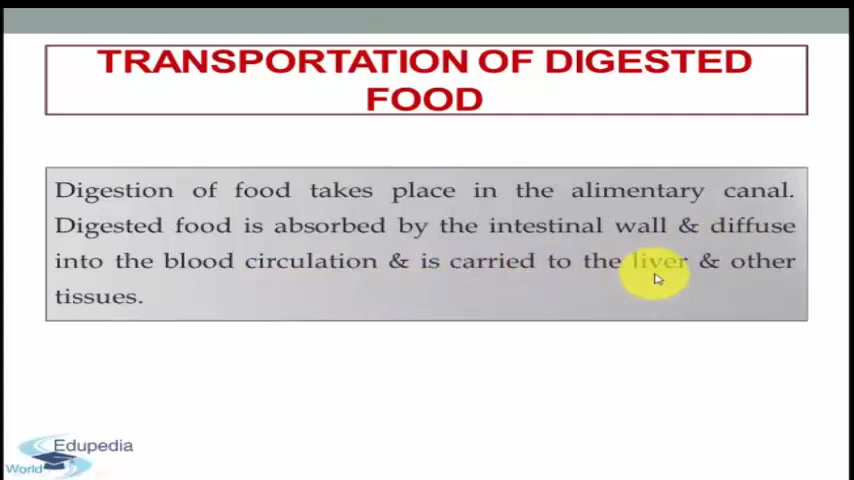 TRANSPORTATION OF DIGESTED
FOOD
Digestion of food takes place in the alimentary canal.
Digested food is absorbed by the intestinal wall & diffuse
into the blood circulation & is carried to the liver & other
tissues.
Edupedia
World